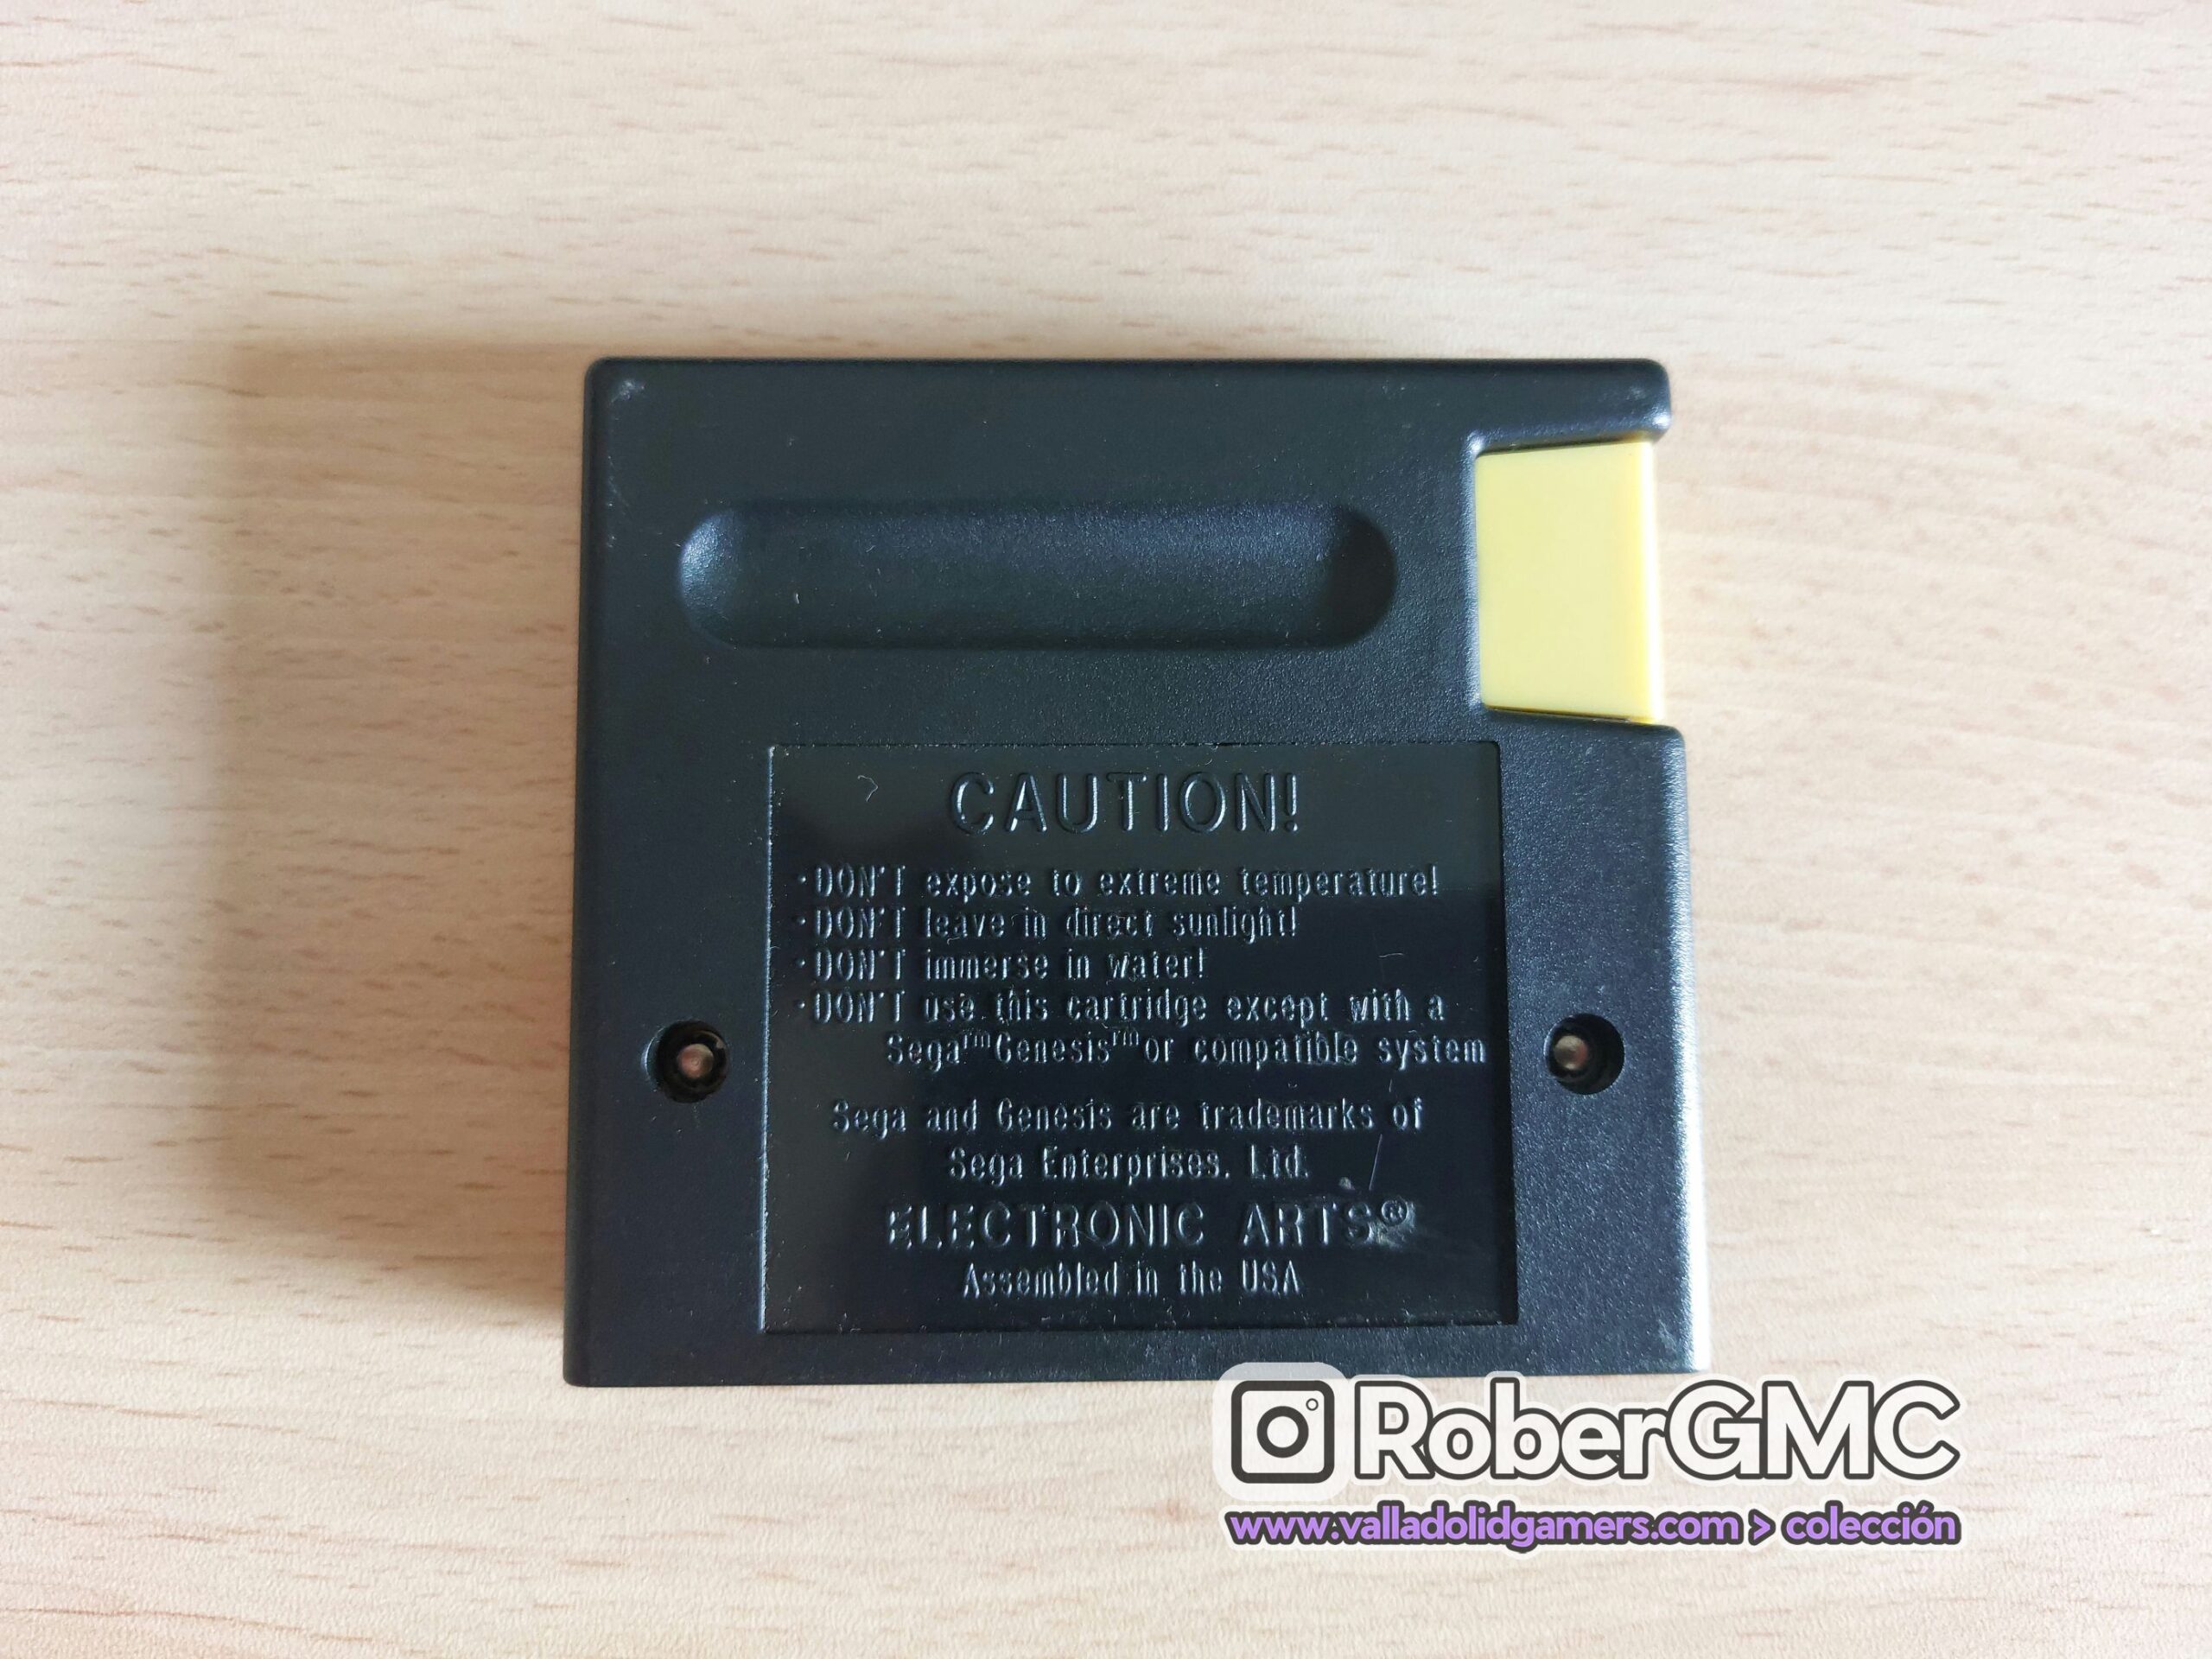 CAUTION!
·DON'T expose to extreme temperature!
·DON'T leave in direct sunlight!
·DON'T immerse in water!
·DON'T use this cartridge except with a
Sega™ Genesis™ or compatible system
Sega and Genesis are trademarks of
Sega Enterprises, Ltd.
ELECTRONIC ARTS®
Assembled in the USA
RoberGMC
www.valladolidgamers.com > colección